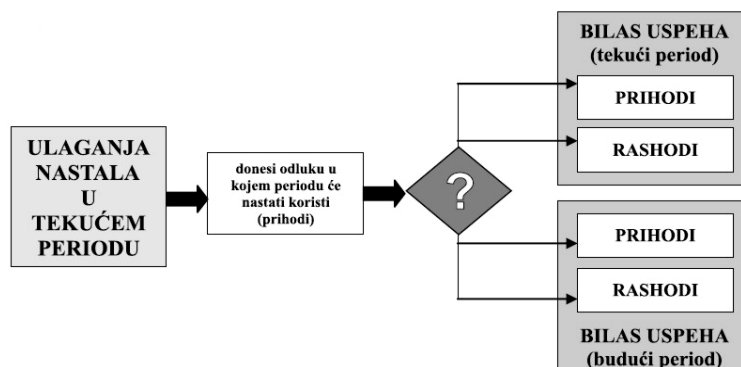 ULAGANJA
NASTALA
U
TEKUĆEM
PERIODU
donesi odluku u
kojem periodu će
nastati koristi
(prihodi)
?
BILAS USPEHA
(tekući period)
PRIHODI
RASHODI
PRIHODI
RASHODI
BILAS USPEHA
(budući period)